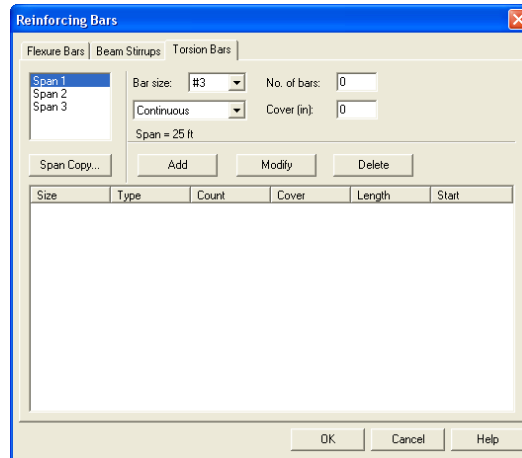 Reinforcing Bars
Flexure Bars Beam Stirrups Torsion Bars
Span 1
Span 2
Span 3
Bar size: #3 No. of bars: 0
Continuous Cover (in): 0
Span = 25 ft
Span Copy... Add Modify Delete
Size Type Count Cover Length Start
OK Cancel Help